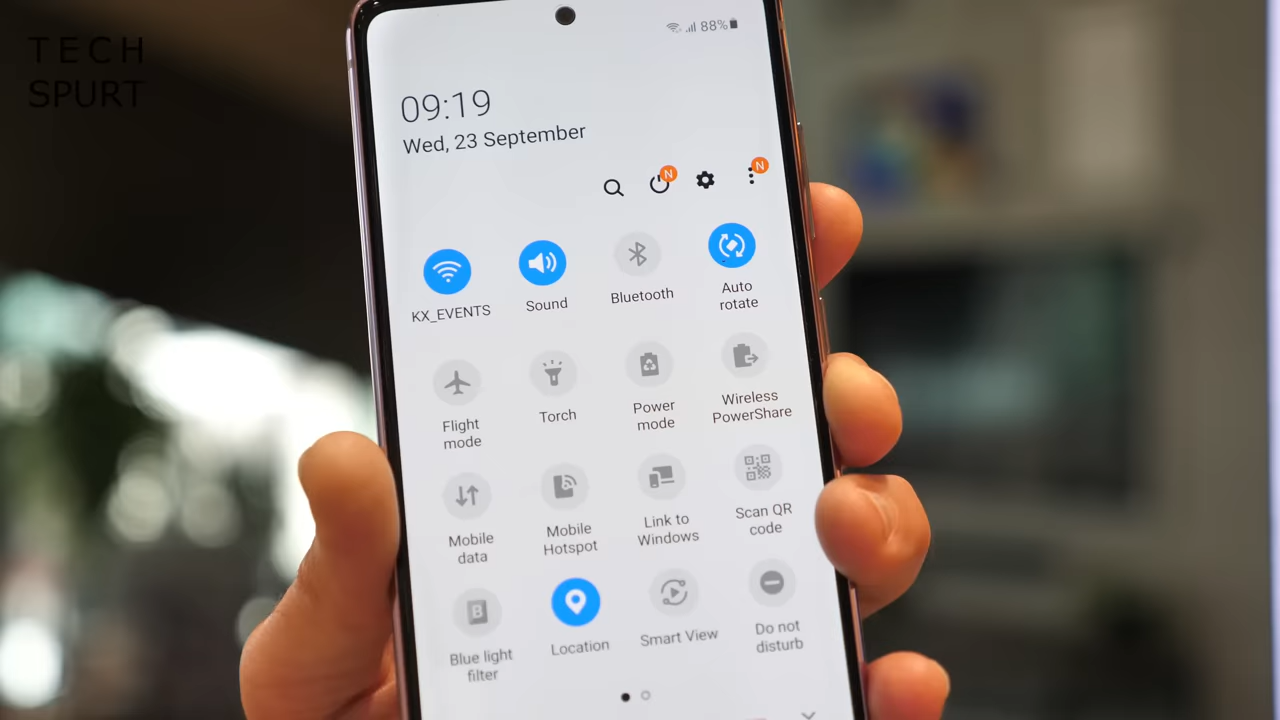 TECH
SPURT
88%
09:19
Wed, 23 September
N
N
KX_EVENTS
Sound
Bluetooth
Auto
rotate
Flight
mode
Torch
Power
mode
Wireless
PowerShare
Mobile
data
Mobile
Hotspot
Link to
Windows
Scan QR
code
B
Blue light
filter
Location
Smart View
Do not
disturb